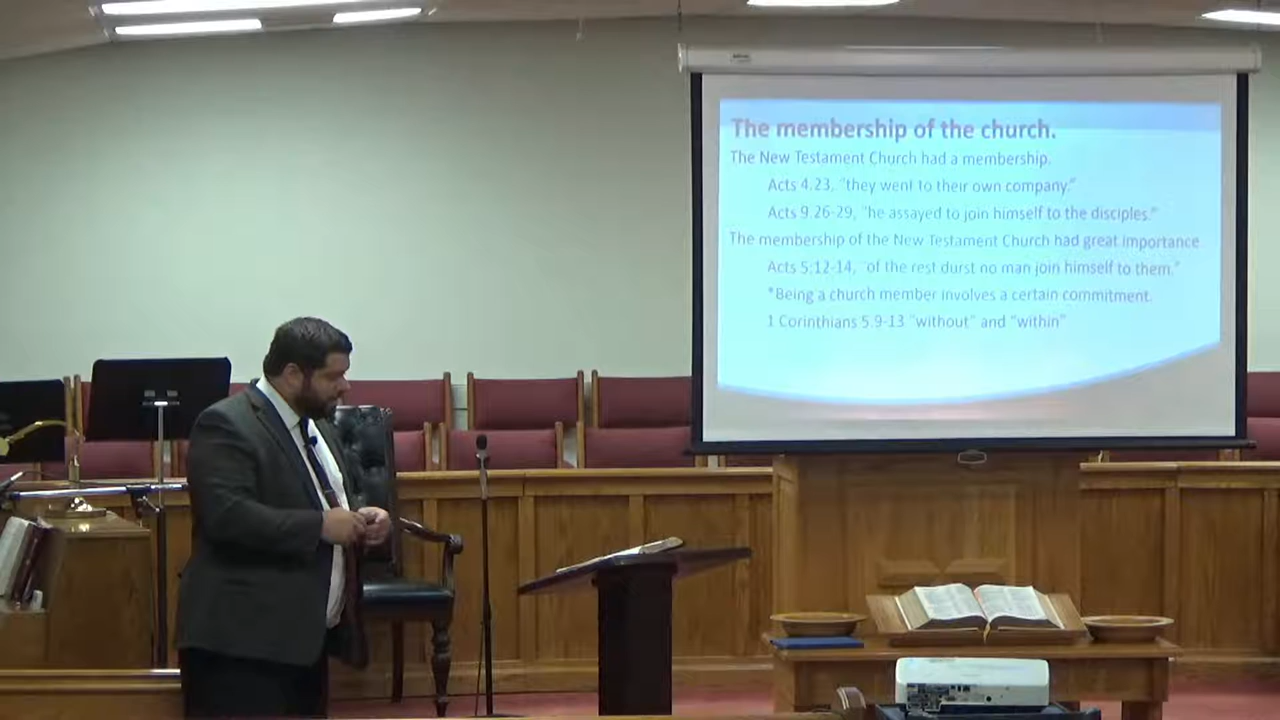 The membership of the church.
The New Testament Church had a membership.
Acts 4.23, "they went to their own company."
Acts 9.26-29, "he assayed to join himself to the disciples."
The membership of the New Testament Church had great importance
Acts 5:12-14, "of the rest durst no man join himself to them."
*Being a church member involves a certain commitment.
1 Corinthians 5.9-13 "without" and "within"